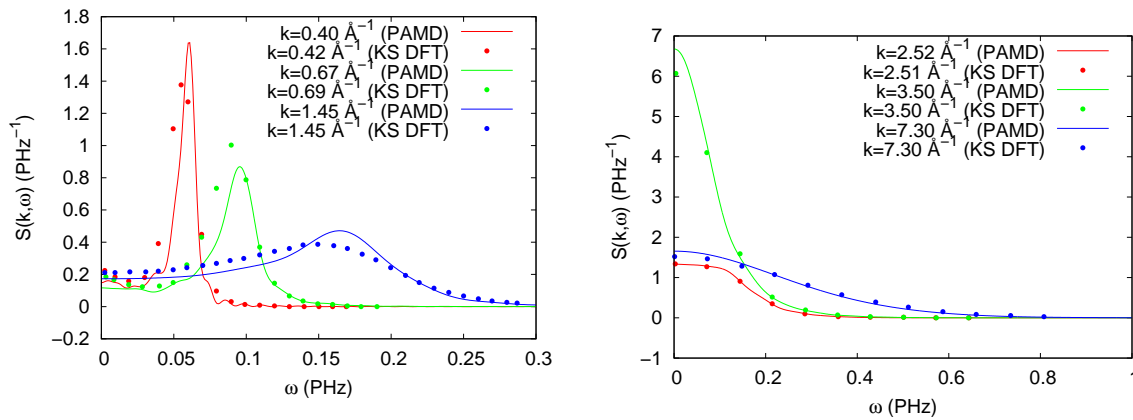 1.8
1.6
1.4
1.2
1
0.8
0.6
0.4
0.2
0
−0.2
0
0.05
0.1
0.15
0.2
0.25
0.3
S(k,ω) (PHz⁻¹)
ω (PHz)
k=0.40 Å⁻¹ (PAMD)
k=0.42 Å⁻¹ (KS DFT)
k=0.67 Å⁻¹ (PAMD)
k=0.69 Å⁻¹ (KS DFT)
k=1.45 Å⁻¹ (PAMD)
k=1.45 Å⁻¹ (KS DFT)
7
6
5
4
3
2
1
0
−1
0
0.2
0.4
0.6
0.8
1
S(k,ω) (PHz⁻¹)
ω (PHz)
k=2.52 Å⁻¹ (PAMD)
k=2.51 Å⁻¹ (KS DFT)
k=3.50 Å⁻¹ (PAMD)
k=3.50 Å⁻¹ (KS DFT)
k=7.30 Å⁻¹ (PAMD)
k=7.30 Å⁻¹ (KS DFT)